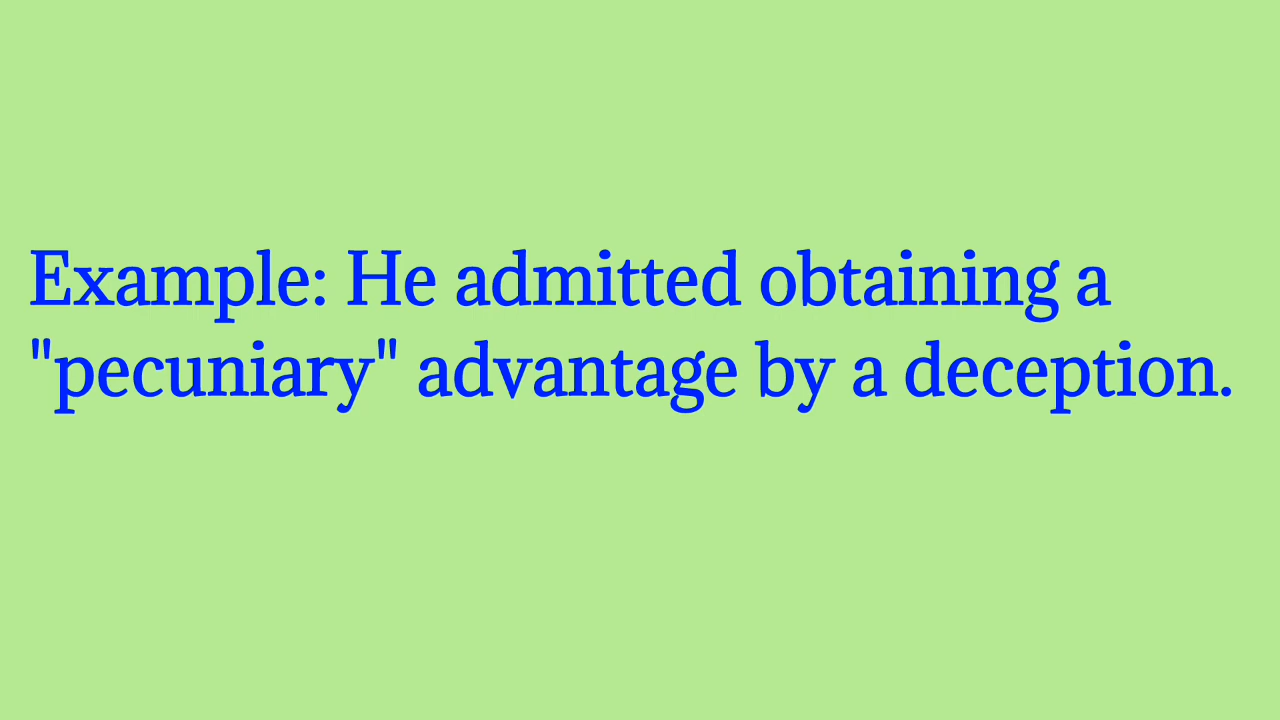 Example: He admitted obtaining a
"pecuniary" advantage by a deception.